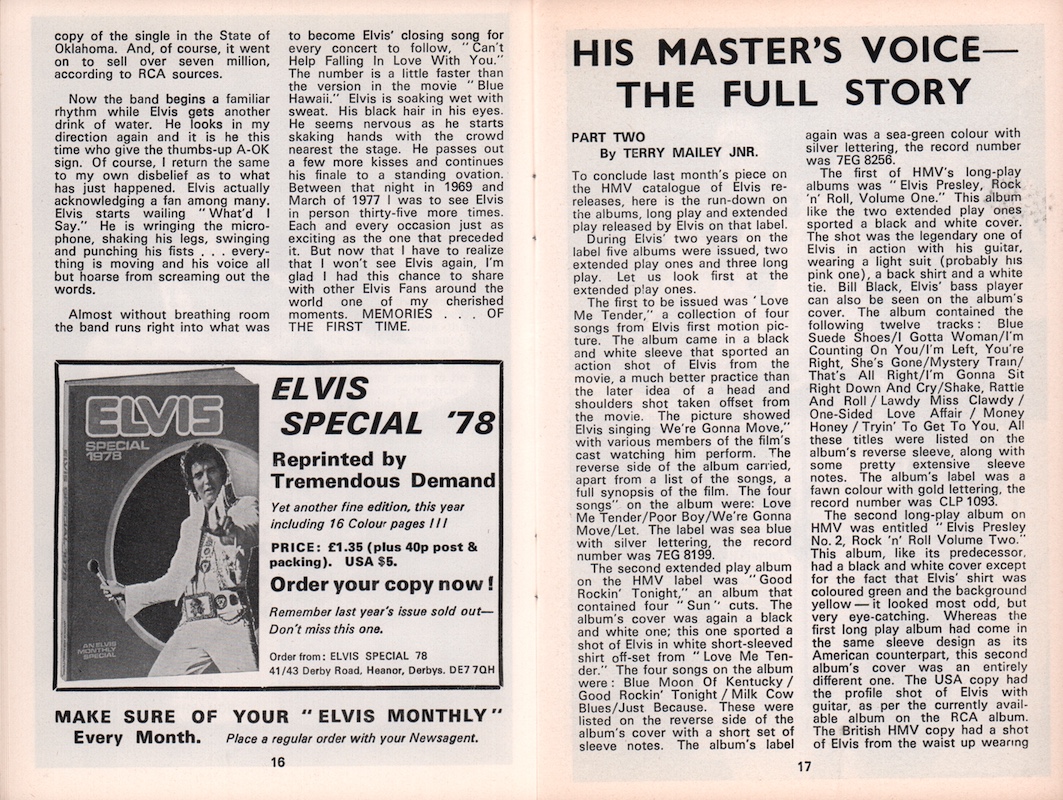 copy of the single in the State of
Oklahoma. And, of course, it went
on to sell over seven million,
according to RCA sources.
Now the band begins a familiar
rhythm while Elvis gets another
drink of water. He looks in my
direction again and it is he this
time who give the thumbs-up A-OK
sign. Of course, I return the same
to my own disbelief as to what
has just happened. Elvis actually
acknowledging a fan among many.
Elvis starts wailing "What'd I
Say." He is wringing the micro-
phone, shaking his legs, swinging
and punching his fists . . . every-
thing is moving and his voice all
but hoarse from screaming out the
words.
Almost without breathing room
the band runs right into what was
to become Elvis' closing song for
every concert to follow, "Can't
Help Falling In Love With You."
The number is a little faster than
the version in the movie "Blue
Hawaii." Elvis is soaking wet with
sweat. His black hair in his eyes.
He seems nervous as he starts
skaking hands with the crowd
nearest the stage. He passes out
a few more kisses and continues
his finale to a standing ovation.
Between that night in 1969 and
March of 1977 I was to see Elvis
in person thirty-five more times.
Each and every occasion just as
exciting as the one that preceded
it. But now that I have to realize
that I won't see Elvis again, I'm
glad I had this chance to share
with other Elvis Fans around the
world one of my cherished
moments. MEMORIES . . . OF
THE FIRST TIME.
ELVIS
SPECIAL
1978
AN ELVIS
MONTHLY
SPECIAL
ELVIS
SPECIAL '78
Reprinted by
Tremendous Demand
Yet another fine edition, this year
including 16 Colour pages !!!
PRICE: £1.35 (plus 40p post &
packing). USA $5.
Order your copy now !
Remember last year's issue sold out—
Don't miss this one.
Order from: ELVIS SPECIAL 78
41/43 Derby Road, Heanor, Derbys. DE7 7QH
MAKE SURE OF YOUR "ELVIS MONTHLY"
Every Month. Place a regular order with your Newsagent.
16
HIS MASTER'S VOICE—
THE FULL STORY
PART TWO
By TERRY MAILEY JNR.
To conclude last month's piece on
the HMV catalogue of Elvis re-
releases, here is the run-down on
the albums, long play and extended
play released by Elvis on that label.
During Elvis' two years on the
label five albums were issued, two
extended play ones and three long
play. Let us look first at the
extended play ones.
The first to be issued was 'Love
Me Tender," a collection of four
songs from Elvis first motion pic-
ture. The album came in a black
and white sleeve that sported an
action shot of Elvis from the
movie, a much better practice than
the later idea of a head and
shoulders shot taken offset from
the movie. The picture showed
Elvis singing We're Gonna Move,"
with various members of the film's
cast watching him perform. The
reverse side of the album carried,
apart from a list of the songs, a
full synopsis of the film. The four
songs" on the album were: Love
Me Tender/Poor Boy/We're Gonna
Move/Let. The label was sea blue
with silver lettering, the record
number was 7EG 8199.
The second extended play album
on the HMV label was "Good
Rockin' Tonight," an album that
contained four "Sun" cuts. The
album's cover was again a black
and white one; this one sported a
shot of Elvis in white short-sleeved
shirt off-set from "Love Me Ten-
der." The four songs on the album
were: Blue Moon Of Kentucky /
Good Rockin' Tonight / Milk Cow
Blues/Just Because. These were
listed on the reverse side of the
album's cover with a short set of
sleeve notes. The album's label
again was a sea-green colour with
silver lettering, the record number
was 7EG 8256.
The first of HMV's long-play
albums was "Elvis Presley, Rock
'n' Roll, Volume One." This album
like the two extended play ones
sported a black and white cover.
The shot was the legendary one of
Elvis in action with his guitar,
wearing a light suit (probably his
pink one), a back shirt and a white
tie. Bill Black, Elvis' bass player
can also be seen on the album's
cover. The album contained the
following twelve tracks: Blue
Suede Shoes/I Gotta Woman/I'm
Counting On You/I'm Left, You're
Right, She's Gone/Mystery Train/
That's All Right/I'm Gonna Sit
Right Down And Cry/Shake, Rattle
And Roll / Lawdy Miss Clawdy /
One-Sided Love Affair / Money
Honey / Tryin' To Get To You. All
these titles were listed on the
album's reverse sleeve, along with
some pretty extensive sleeve
notes. The album's label was a
fawn colour with gold lettering, the
record number was CLP 1093.
The second long-play album on
HMV was entitled "Elvis Presley
No. 2, Rock 'n' Roll Volume Two."
This album, like its predecessor,
had a black and white cover except
for the fact that Elvis' shirt was
coloured green and the background
yellow — it looked most odd, but
very eye-catching. Whereas the
first long play album had come in
the same sleeve design as its
American counterpart, this second
album's cover was an entirely
different one. The USA copy had
the profile shot of Elvis with
guitar, as per the currently avail-
able album on the RCA album.
The British HMV copy had a shot
of Elvis from the waist up wearing
17